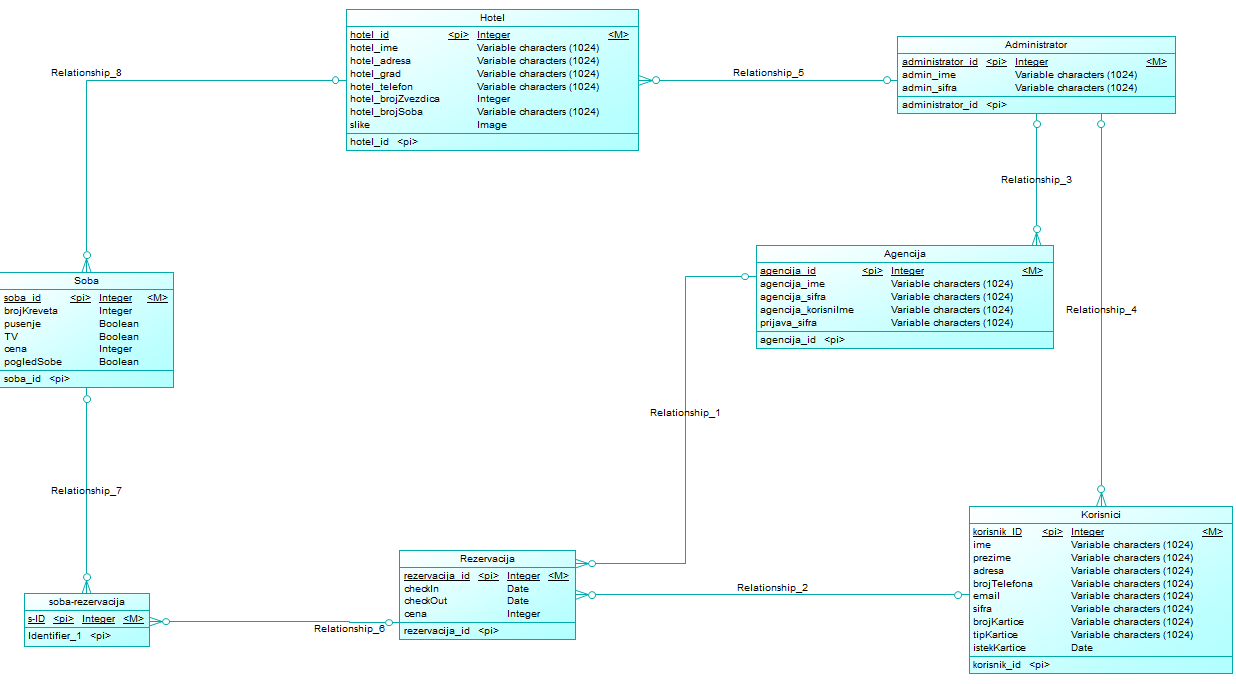 Hotel
hotel_id <pi> Integer <M>
hotel_ime Variable characters (1024)
hotel_adresa Variable characters (1024)
hotel_grad Variable characters (1024)
hotel_telefon Variable characters (1024)
hotel_brojZvezdica Integer
hotel_brojSoba Variable characters (1024)
slike Image
hotel_id <pi>
Administrator
administrator_id <pi> Integer <M>
admin_ime Variable characters (1024)
admin_sifra Variable characters (1024)
administrator_id <pi>
Relationship_8
Relationship_5
Relationship_3
Agencija
agencija_id <pi> Integer <M>
agencija_ime Variable characters (1024)
agencija_sifra Variable characters (1024)
agencija_korisniIme Variable characters (1024)
prijava_sifra Variable characters (1024)
agencija_id <pi>
Soba
soba_id <pi> Integer <M>
brojKreveta Integer
pusenje Boolean
TV Boolean
cena Integer
pogledSobe Boolean
soba_id <pi>
Relationship_4
Relationship_1
Relationship_7
Korisnici
korisnik_ID <pi> Integer <M>
ime Variable characters (1024)
prezime Variable characters (1024)
adresa Variable characters (1024)
brojTelefona Variable characters (1024)
email Variable characters (1024)
sifra Variable characters (1024)
brojKartice Variable characters (1024)
tipKartice Variable characters (1024)
istekKartice Date
korisnik_id <pi>
Rezervacija
rezervacija_id <pi> Integer <M>
checkIn Date
checkOut Date
cena Integer
rezervacija_id <pi>
Relationship_2
soba-rezervacija
s-ID <pi> Integer <M>
Identifier_1 <pi>
Relationship_6